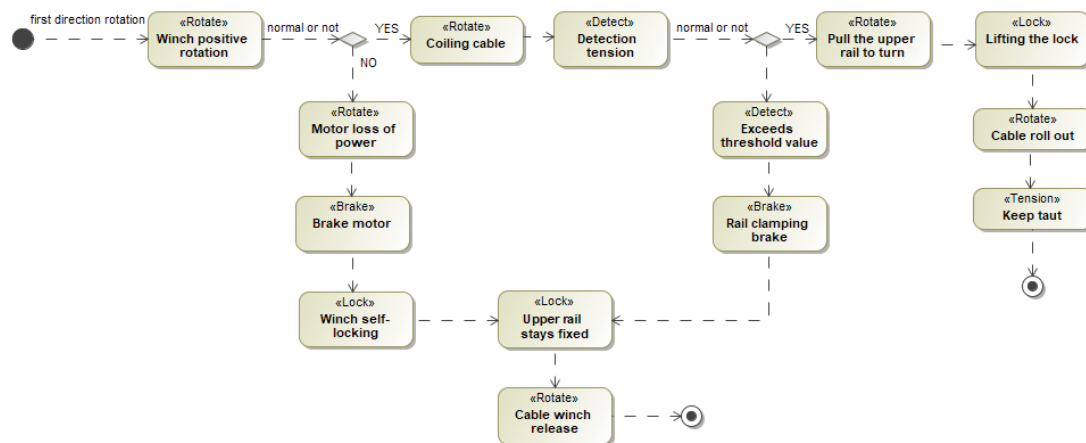 first direction rotation
«Rotate»
Winch positive
rotation
normal or not
YES
NO
«Rotate»
Coiling cable
«Detect»
Detection
tension
normal or not
YES
«Rotate»
Pull the upper
rail to turn
«Lock»
Lifting the lock
«Rotate»
Motor loss of
power
«Detect»
Exceeds
threshold value
«Rotate»
Cable roll out
«Brake»
Brake motor
«Brake»
Rail clamping
brake
«Tension»
Keep taut
«Lock»
Winch self-
locking
«Lock»
Upper rail
stays fixed
«Rotate»
Cable winch
release